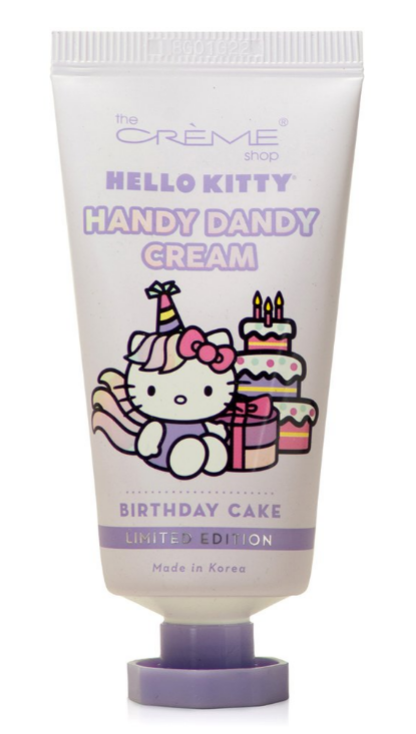 the
CRÈME®
shop
HELLO KITTY®
HANDY DANDY
CREAM
BIRTHDAY CAKE
LIMITED EDITION
Made in Korea